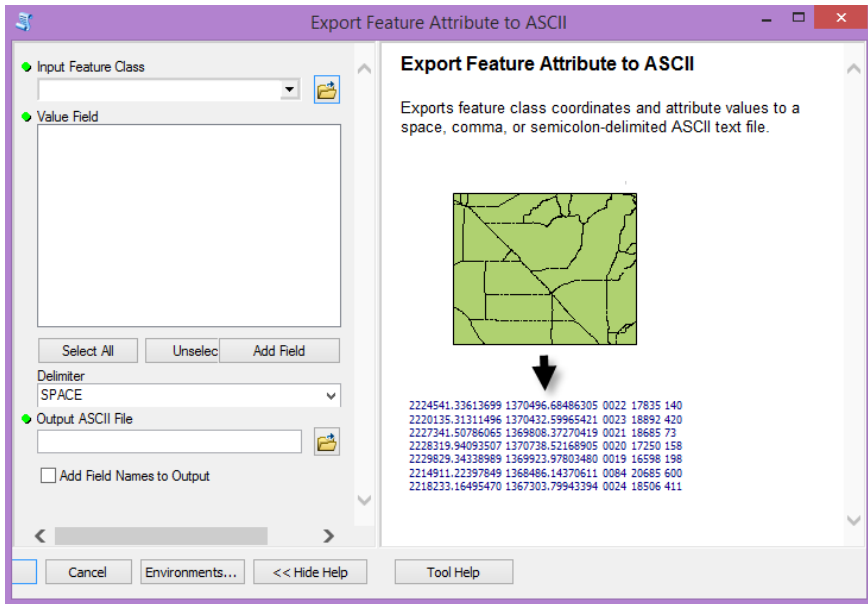 Export Feature Attribute to ASCII
Input Feature Class
Value Field
Select All
Unselec
Add Field
Delimiter
SPACE
Output ASCII File
Add Field Names to Output
Export Feature Attribute to ASCII
Exports feature class coordinates and attribute values to a
space, comma, or semicolon-delimited ASCII text file.
2224541.33613699 1370496.68486305 0022 17835 140
2220135.31311496 1370432.59965421 0023 18892 420
2227341.50786065 1369808.37270419 0021 18685 73
2228319.94093507 1370738.52168905 0020 17250 158
2229829.34338989 1369923.97803480 0019 16598 198
2214911.22397849 1368486.14370611 0084 20685 600
2218233.16495470 1367303.79943394 0024 18506 411
Cancel
Environments...
<< Hide Help
Tool Help